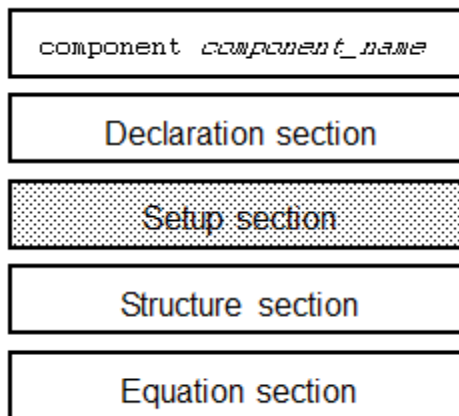 component component_name
Declaration section
Setup section
Structure section
Equation section